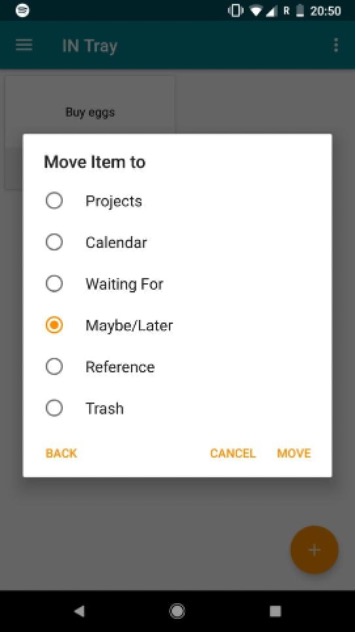 R 20:50
IN Tray
Buy eggs
Move Item to
Projects
Calendar
Waiting For
Maybe/Later
Reference
Trash
BACK CANCEL MOVE